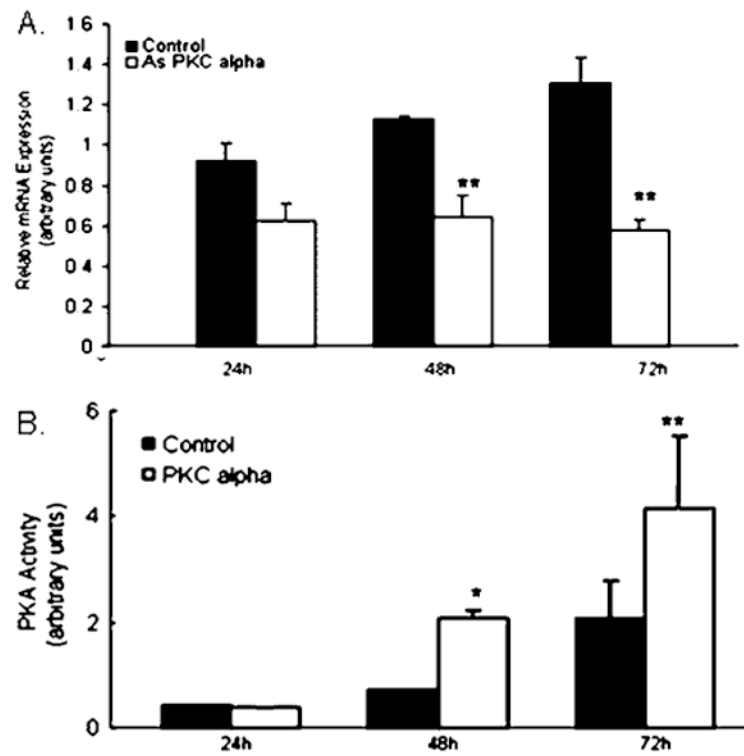 A.
Control
As PKC alpha
Relative mRNA Expression
(arbitrary units)
1 6
1.4
1.2
1
0.8
0.6
0 4
0 2
0
**
**
24h
48h
72h
B.
Control
PKC alpha
PKA Activity
(arbitrary units)
6
4
2
0
*
**
24h
48h
72h